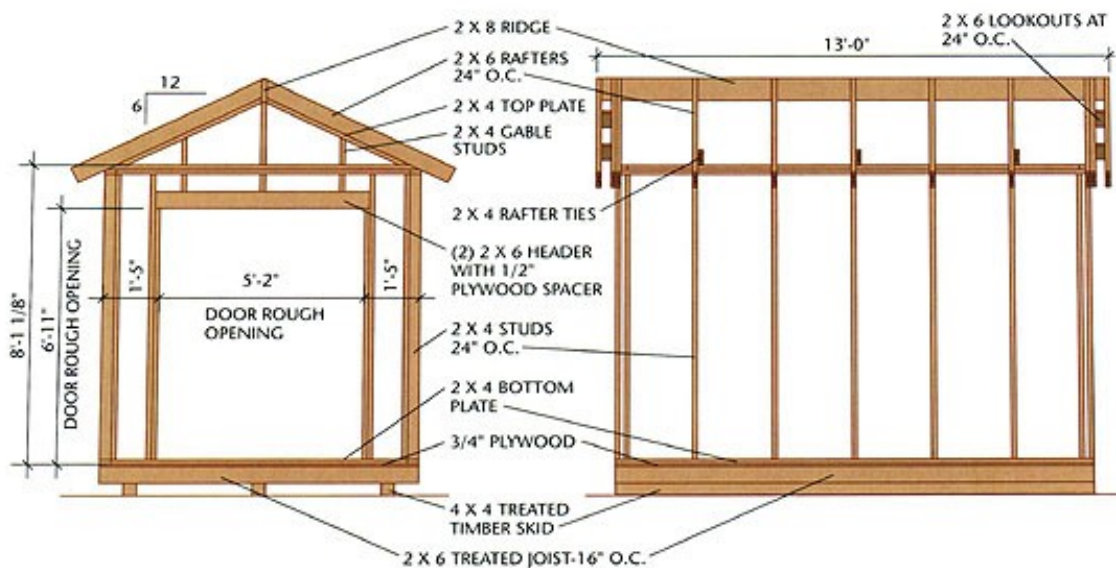 2 X 8 RIDGE
2 X 6 RAFTERS
24" O.C.
2 X 4 TOP PLATE
2 X 4 GABLE
STUDS
12
6
2 X 6 LOOKOUTS AT
24" O.C.
13'-0"
2 X 4 RAFTER TIES
(2) 2 X 6 HEADER
WITH 1/2"
PLYWOOD SPACER
8'-1 1/8"
6'-11"
DOOR ROUGH OPENING
1'-5"
5'-2"
1'-5"
DOOR ROUGH
OPENING
2 X 4 STUDS
24" O.C.
2 X 4 BOTTOM
PLATE
3/4" PLYWOOD
4 X 4 TREATED
TIMBER SKID
2 X 6 TREATED JOIST-16" O.C.